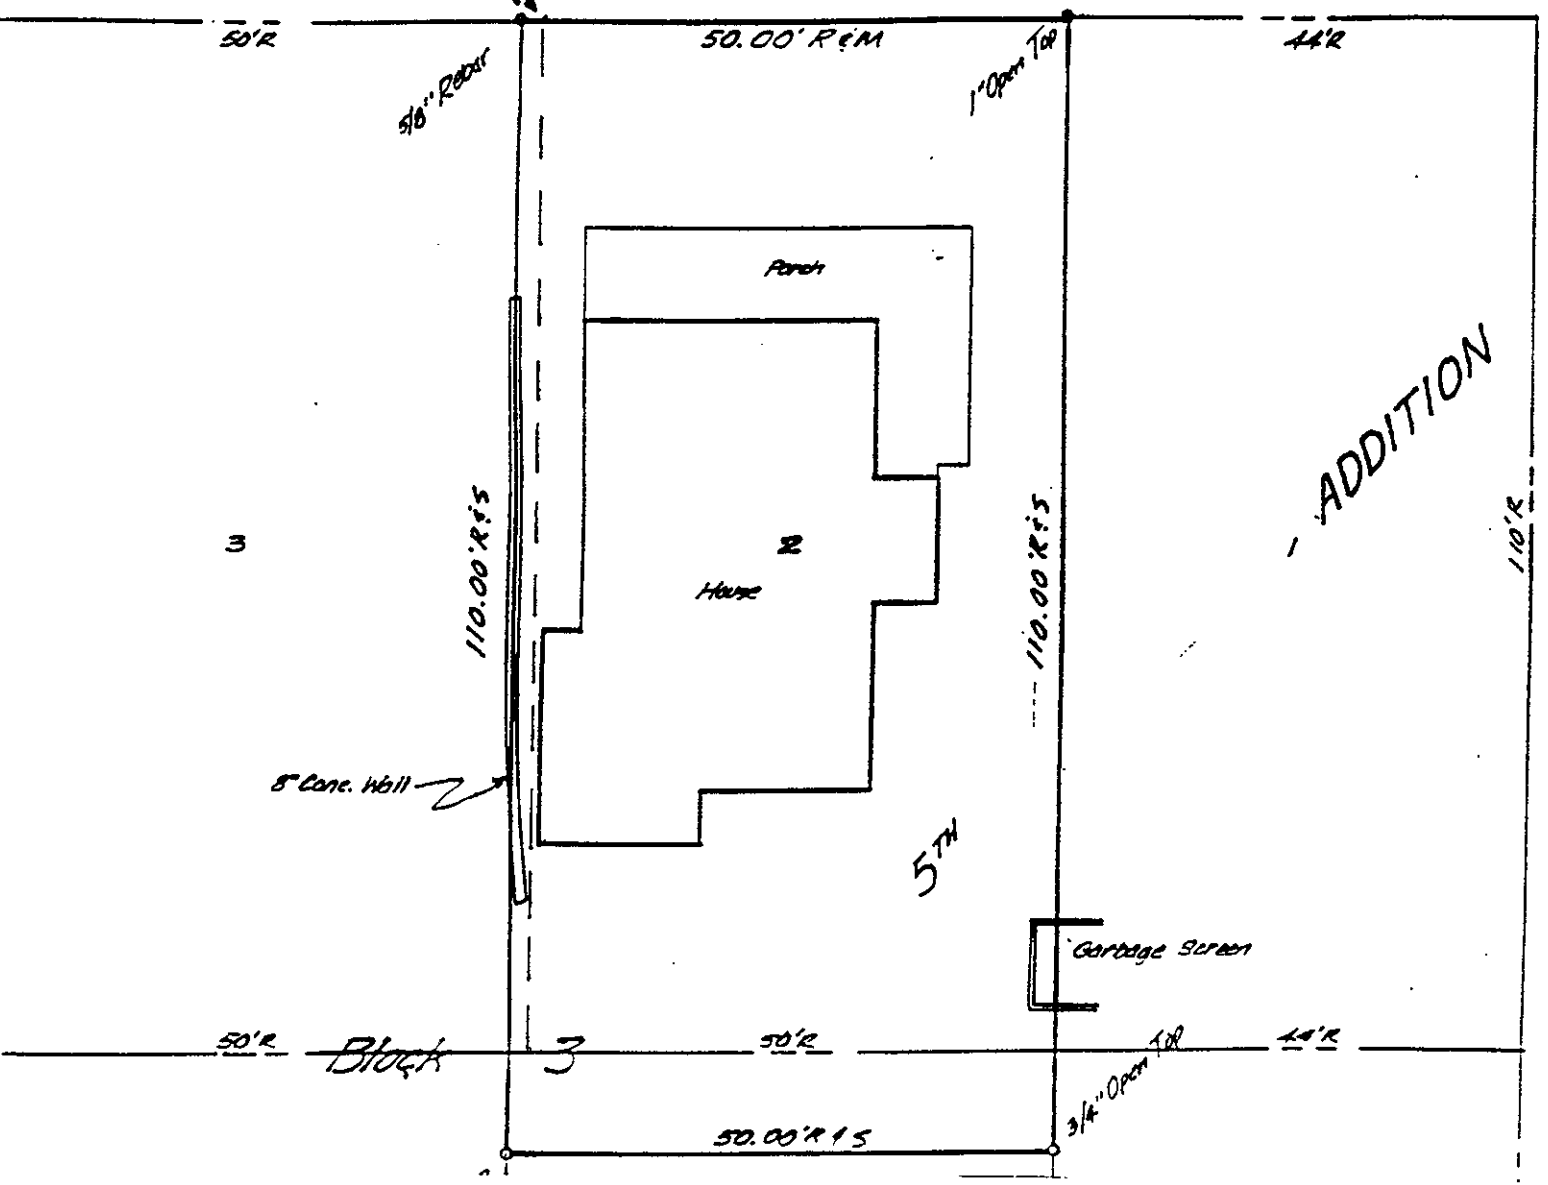 50'R
50.00' R & M
44'R
5/8" Rebar
1" Open Top
Porch
ADDITION
110.00' R & S
110.00' R & S
110'R
3
2
1
House
8" Conc. Wall
5TH
Garbage Screen
50'R
Block 3
50'R
44'R
3/4" Open Top
50.00' R & S